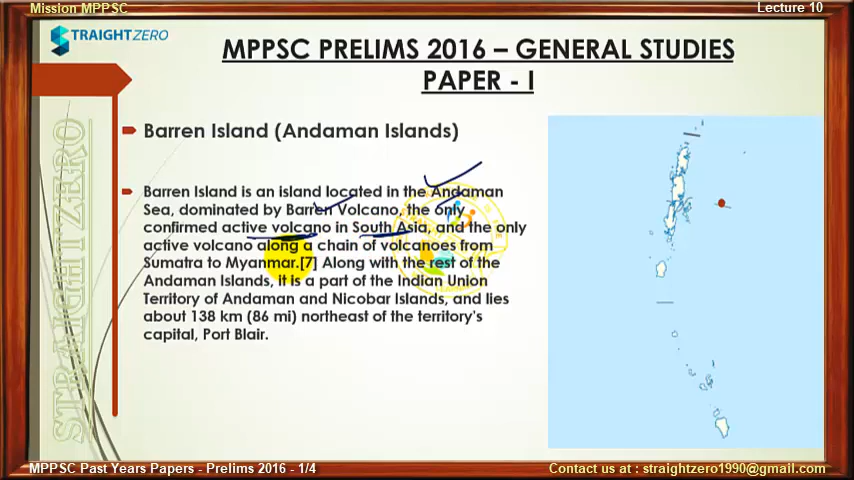 Mission MPPSC
Lecture 10
STRAIGHTZERO
MPPSC PRELIMS 2016 – GENERAL STUDIES
PAPER - I
Barren Island (Andaman Islands)
Barren Island is an island located in the Andaman
Sea, dominated by Barren Volcano, the only
confirmed active volcano in South Asia, and the only
active volcano along a chain of volcanoes from
Sumatra to Myanmar.[7] Along with the rest of the
Andaman Islands, it is a part of the Indian Union
Territory of Andaman and Nicobar Islands, and lies
about 138 km (86 mi) northeast of the territory's
capital, Port Blair.
STRAIGHTZERO
MPPSC Past Years Papers - Prelims 2016 - 1/4
Contact us at : straightzero1990@gmail.com